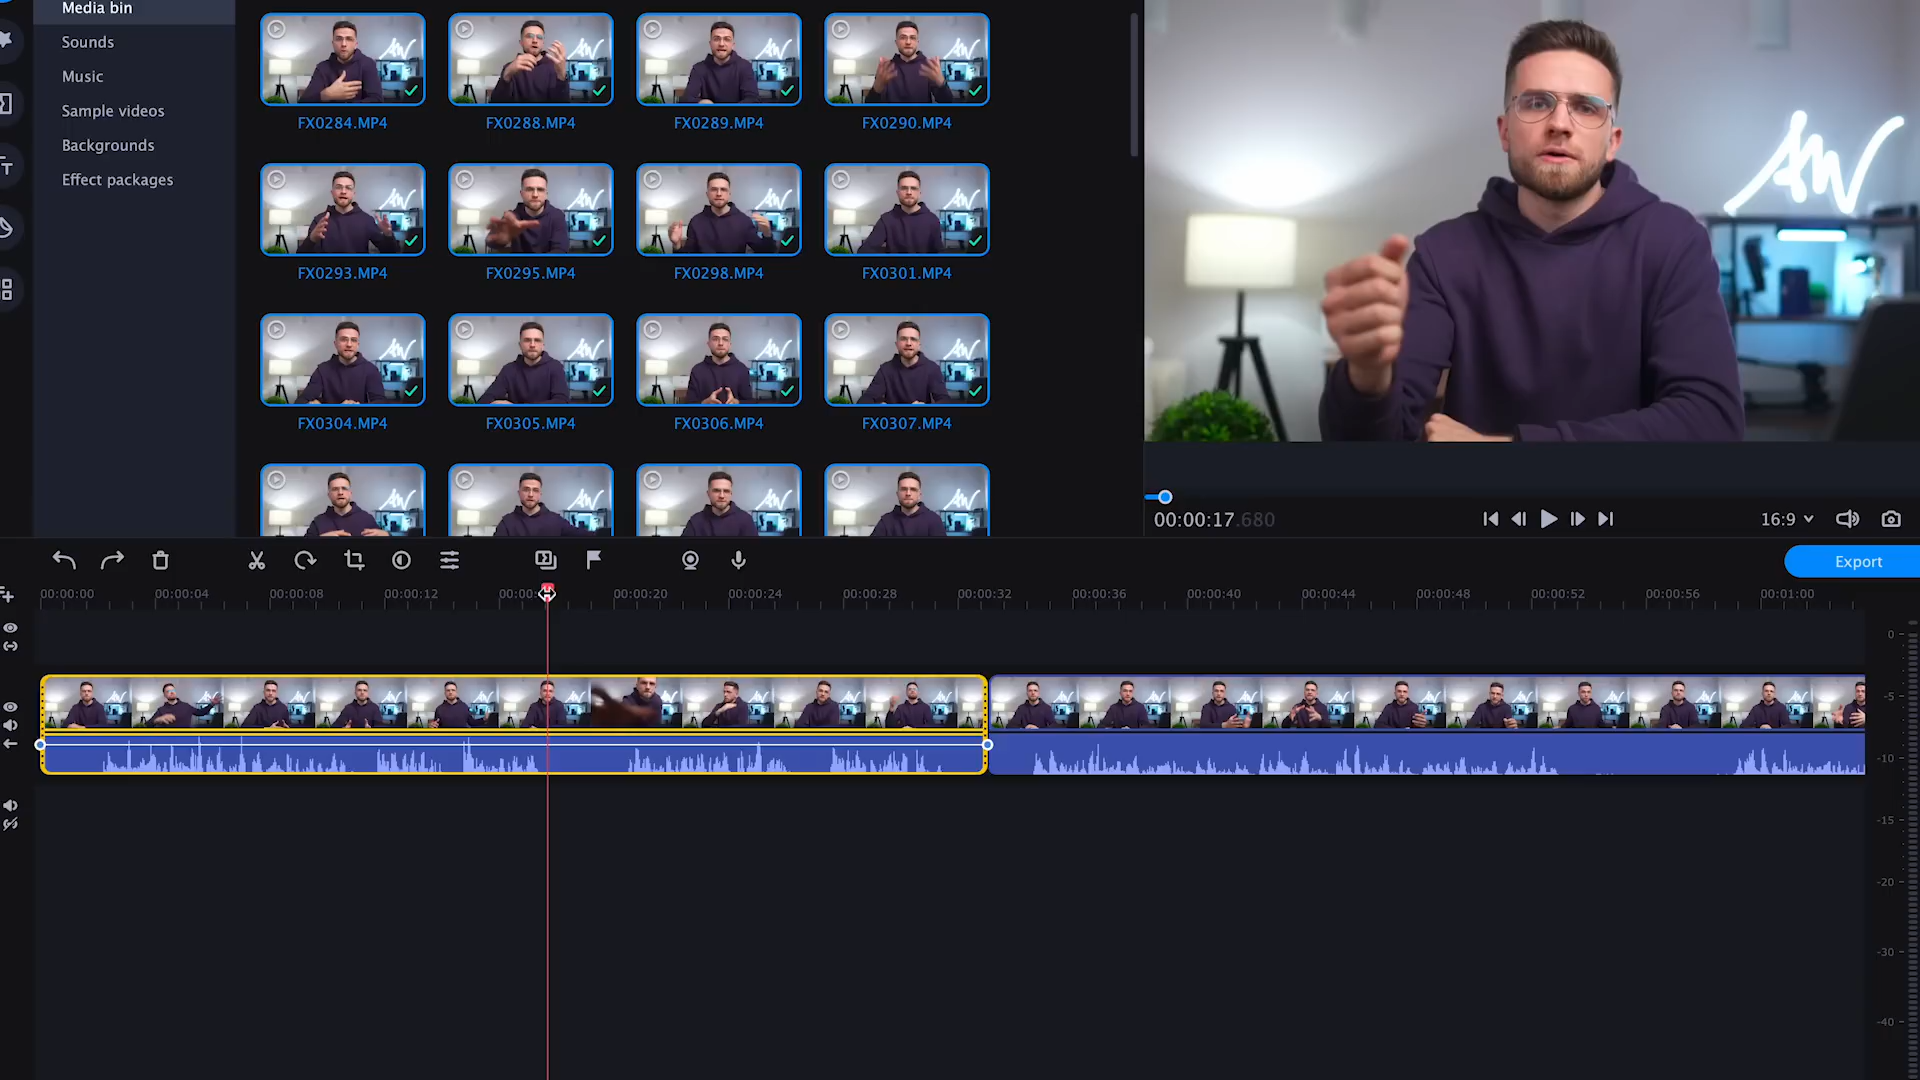 Media bin
Sounds
Music
Sample videos
Backgrounds
Effect packages
FX0284.MP4 FX0288.MP4 FX0289.MP4 FX0290.MP4
FX0293.MP4 FX0295.MP4 FX0298.MP4 FX0301.MP4
FX0304.MP4 FX0305.MP4 FX0306.MP4 FX0307.MP4
AW
00:00:17.680
16:9
Export
00:00:00 00:00:04 00:00:08 00:00:12 00:00:20 00:00:24 00:00:28 00:00:32 00:00:36 00:00:40 00:00:44 00:00:48 00:00:52 00:00:56 00:01:00
0
-5
-10
-15
-20
-30
-40